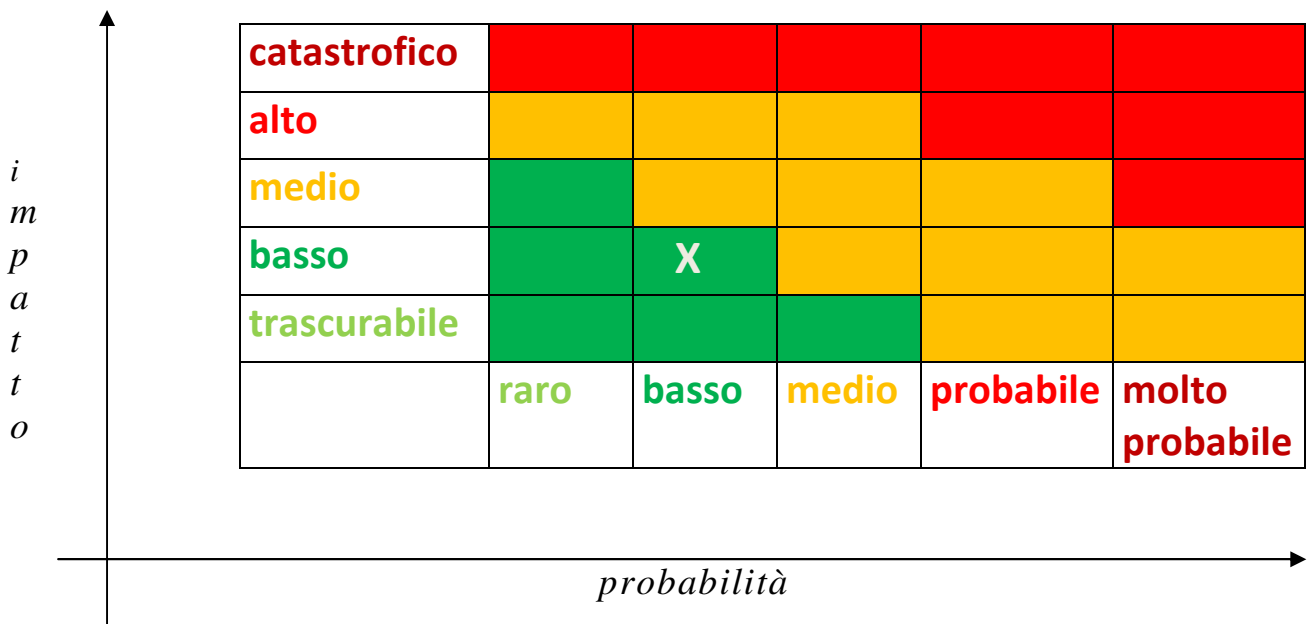 catastrofico
alto
medio
basso X
trascurabile
raro basso medio probabile molto
probabile
i
m
p
a
t
t
o
probabilità